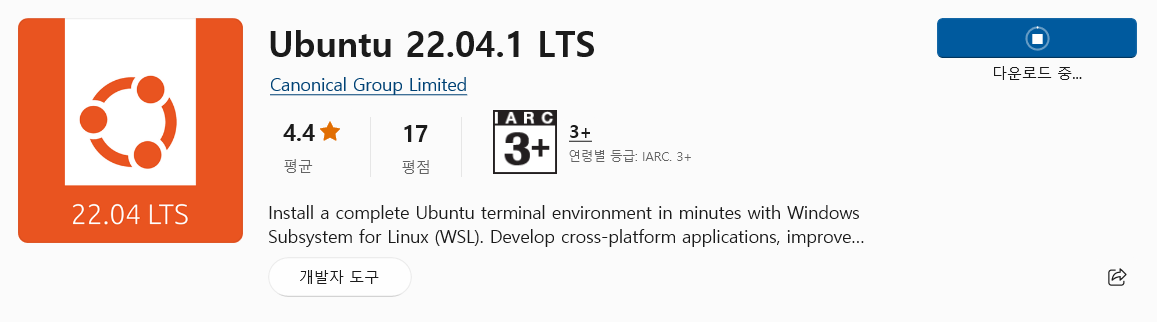 22.04 LTS
Ubuntu 22.04.1 LTS
Canonical Group Limited
4.4
평균
17
평점
IARC
3+
3+
연령별 등급: IARC. 3+
Install a complete Ubuntu terminal environment in minutes with Windows
Subsystem for Linux (WSL). Develop cross-platform applications, improve...
개발자 도구
다운로드 중...